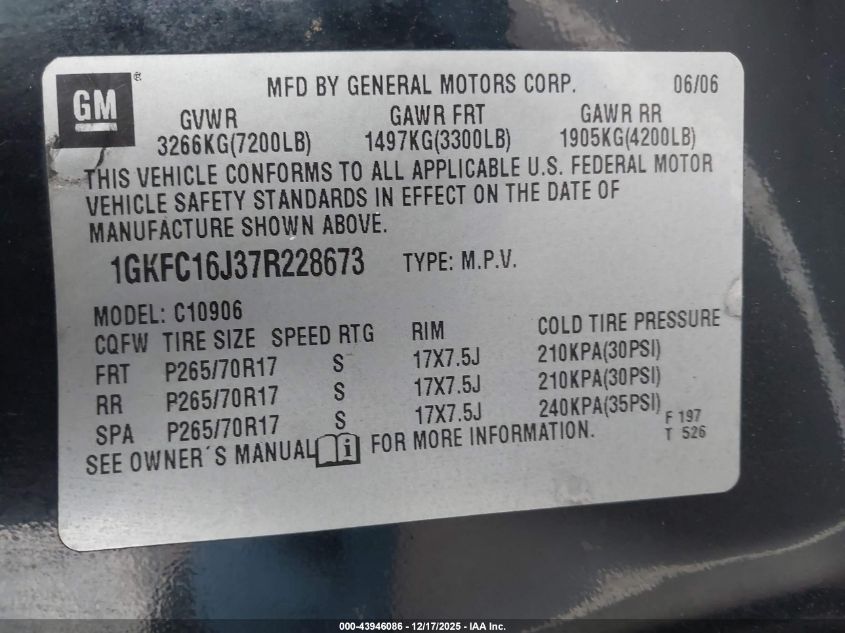 GM ®
MFD BY GENERAL MOTORS CORP. 06/06
GVWR GAWR FRT GAWR RR
3266KG(7200LB) 1497KG(3300LB) 1905KG(4200LB)
THIS VEHICLE CONFORMS TO ALL APPLICABLE U.S. FEDERAL MOTOR
VEHICLE SAFETY STANDARDS IN EFFECT ON THE DATE OF
MANUFACTURE SHOWN ABOVE.
1GKFC16J37R228673 TYPE: M.P.V.
MODEL: C10906
CQFW TIRE SIZE SPEED RTG RIM COLD TIRE PRESSURE
FRT P265/70R17 S 17X7.5J 210KPA(30PSI)
RR P265/70R17 S 17X7.5J 210KPA(30PSI)
SPA P265/70R17 S 17X7.5J 240KPA(35PSI)
SEE OWNER´S MANUAL i FOR MORE INFORMATION.
F 197
T 526
000-43946086 - 12/17/2025 - IAA Inc.